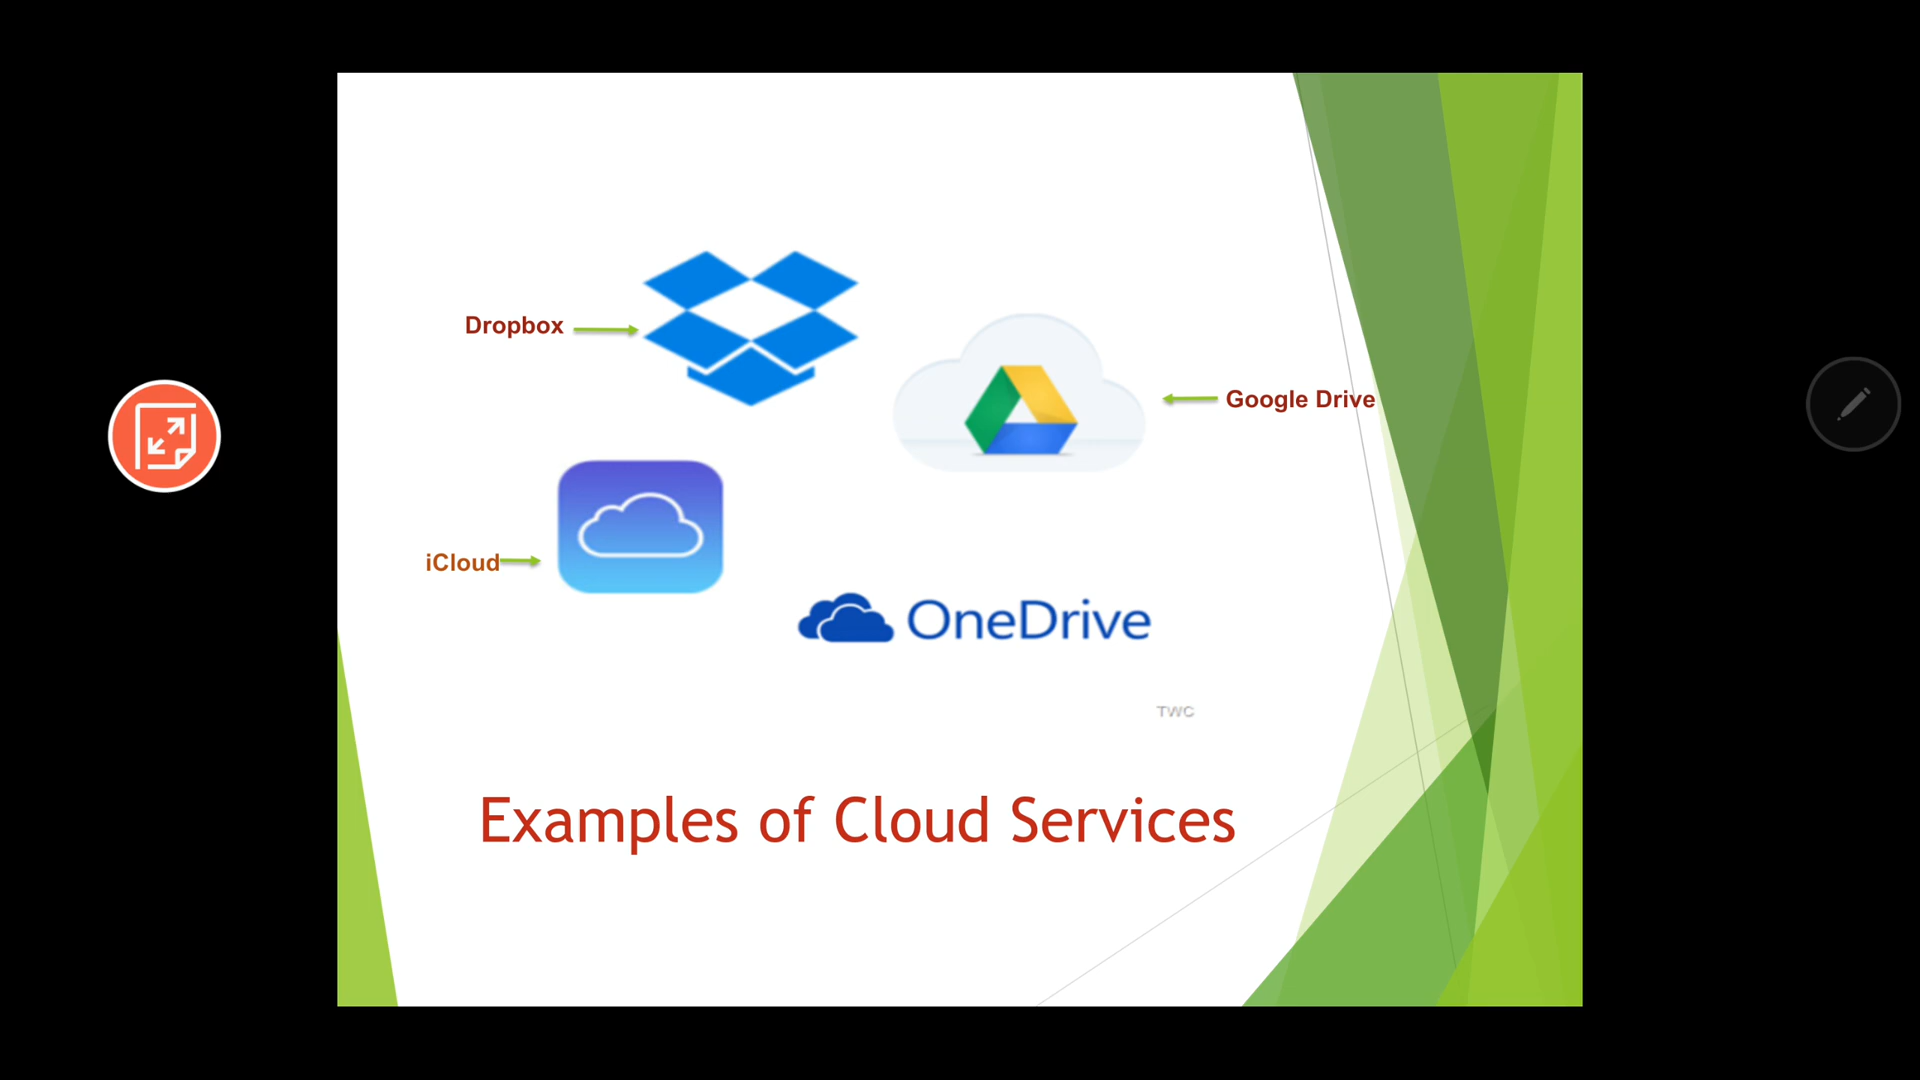 Dropbox
Google Drive
iCloud
OneDrive
TWC
Examples of Cloud Services